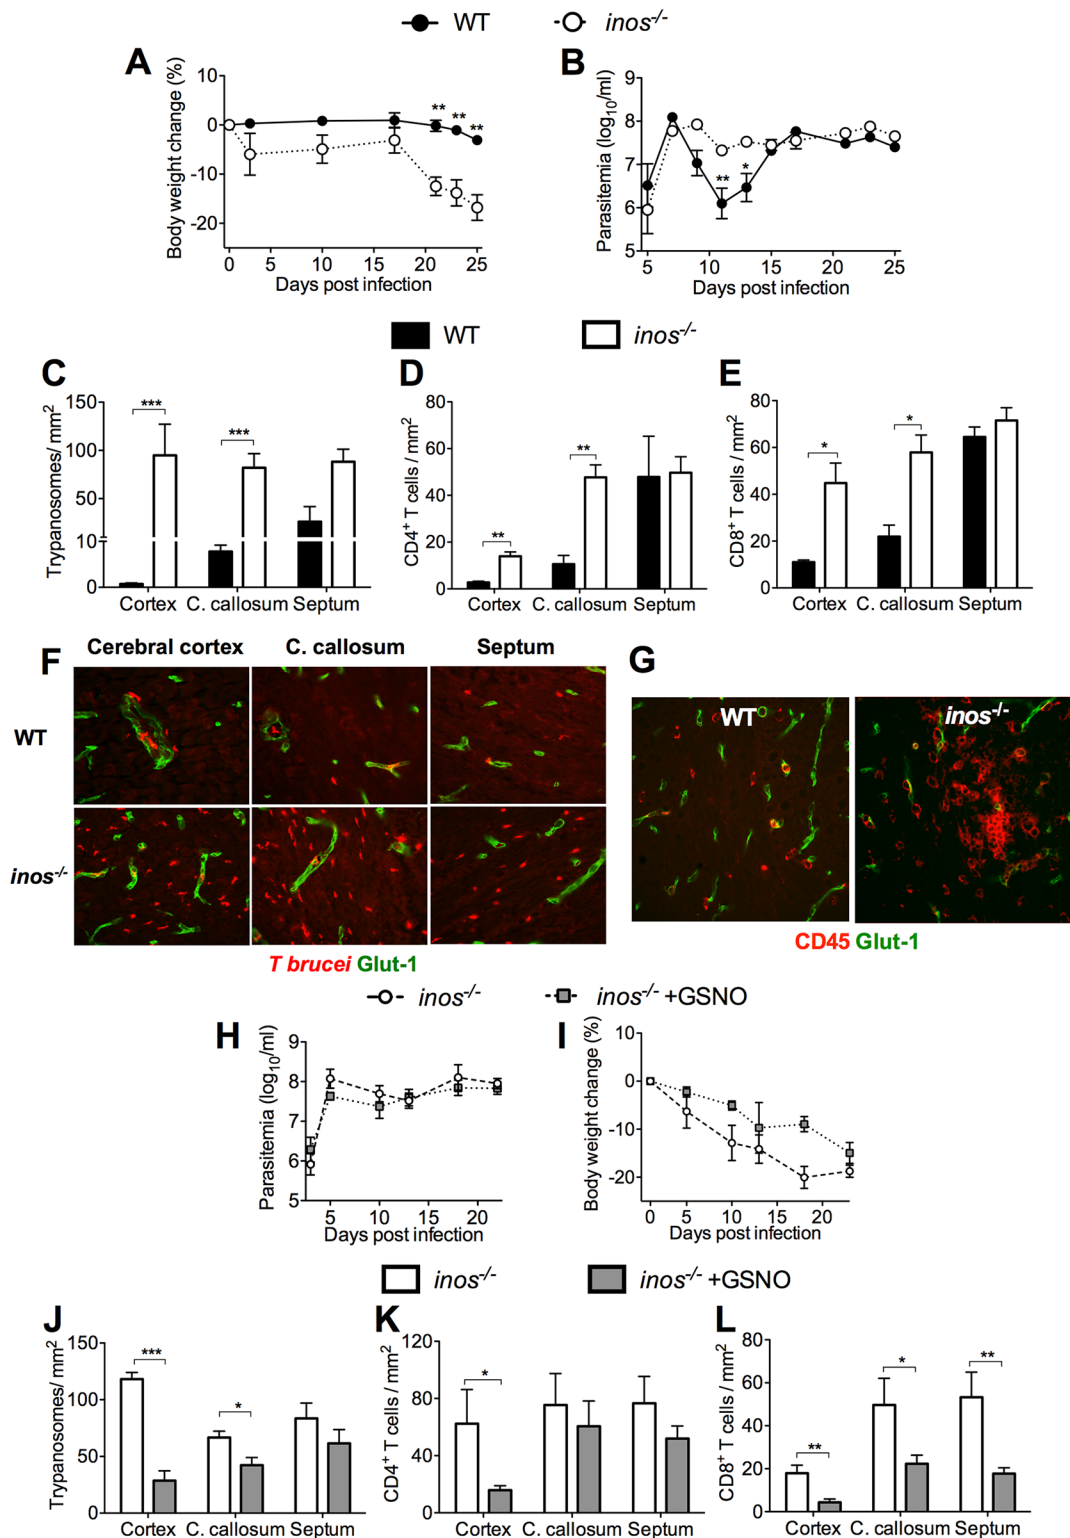 WT inos-/-
A
Body weight change (%)
10
0
-10
-20
** ** **
0 5 10 15 20 25
Days post infection
B
Parasitemia (log10/ml)
9
8
7
6
5
** *
5 10 15 20 25
Days post infection
WT inos-/-
C
Trypanosomes/ mm2
150
100
50
10
0
*** ***
Cortex C. callosum Septum
D
CD4+ T cells / mm2
80
60
40
20
0
** **
Cortex C. callosum Septum
E
CD8+ T cells / mm2
80
60
40
20
0
* *
Cortex C. callosum Septum
F
Cerebral cortex C. callosum Septum
WT
inos-/-
T brucei Glut-1
G
WT inos-/-
CD45 Glut-1
inos-/- inos-/- +GSNO
H
Parasitemia (log10/ml)
9
8
7
6
5
5 10 15 20
Days post infection
I
Body weight change (%)
10
0
-10
-20
0 5 10 15 20
Days post infection
inos-/- inos-/- +GSNO
J
Trypanosomes/ mm2
150
100
50
0
*** *
Cortex C. callosum Septum
K
CD4+ T cells / mm2
120
80
40
0
*
Cortex C. callosum Septum
L
CD8+ T cells / mm2
80
60
40
20
0
** * **
Cortex C. callosum Septum